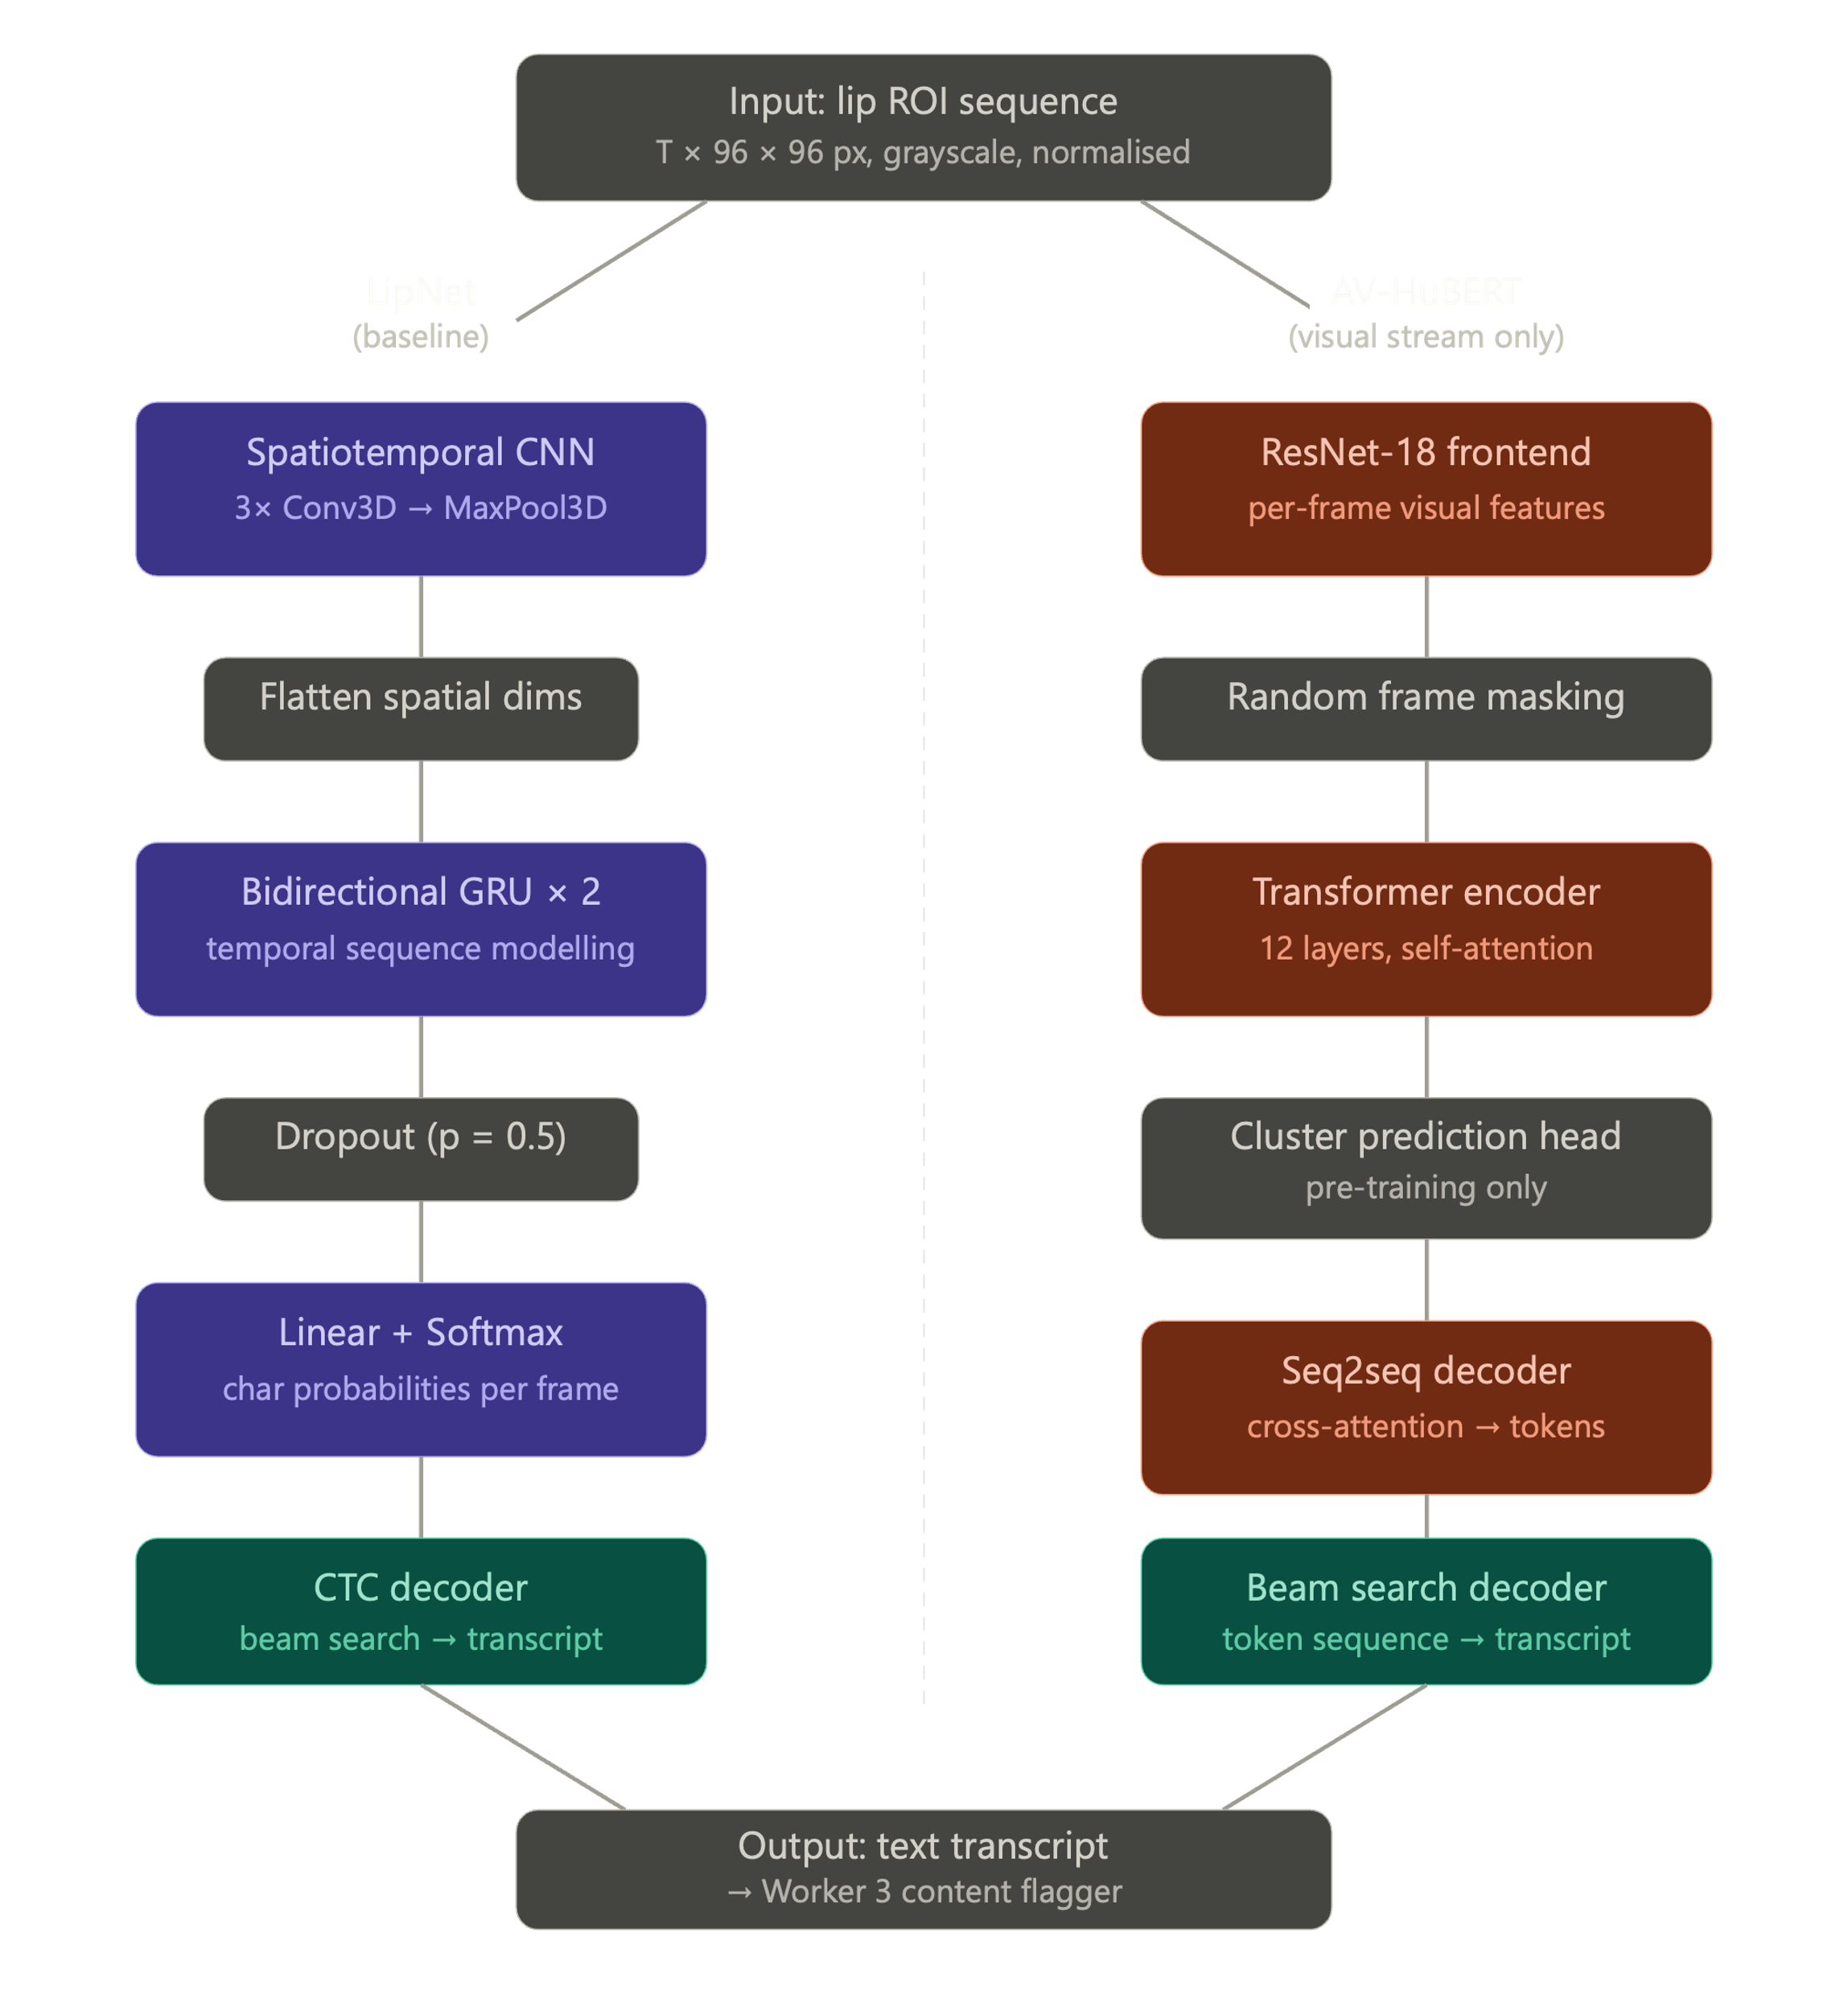 Input: lip ROI sequence
T × 96 × 96 px, grayscale, normalised
LipNet
(baseline)
AV-HuBERT
(visual stream only)
Spatiotemporal CNN
3× Conv3D → MaxPool3D
ResNet-18 frontend
per-frame visual features
Flatten spatial dims
Random frame masking
Bidirectional GRU × 2
temporal sequence modelling
Transformer encoder
12 layers, self-attention
Dropout (p = 0.5)
Cluster prediction head
pre-training only
Linear + Softmax
char probabilities per frame
Seq2seq decoder
cross-attention → tokens
CTC decoder
beam search → transcript
Beam search decoder
token sequence → transcript
Output: text transcript
→ Worker 3 content flagger